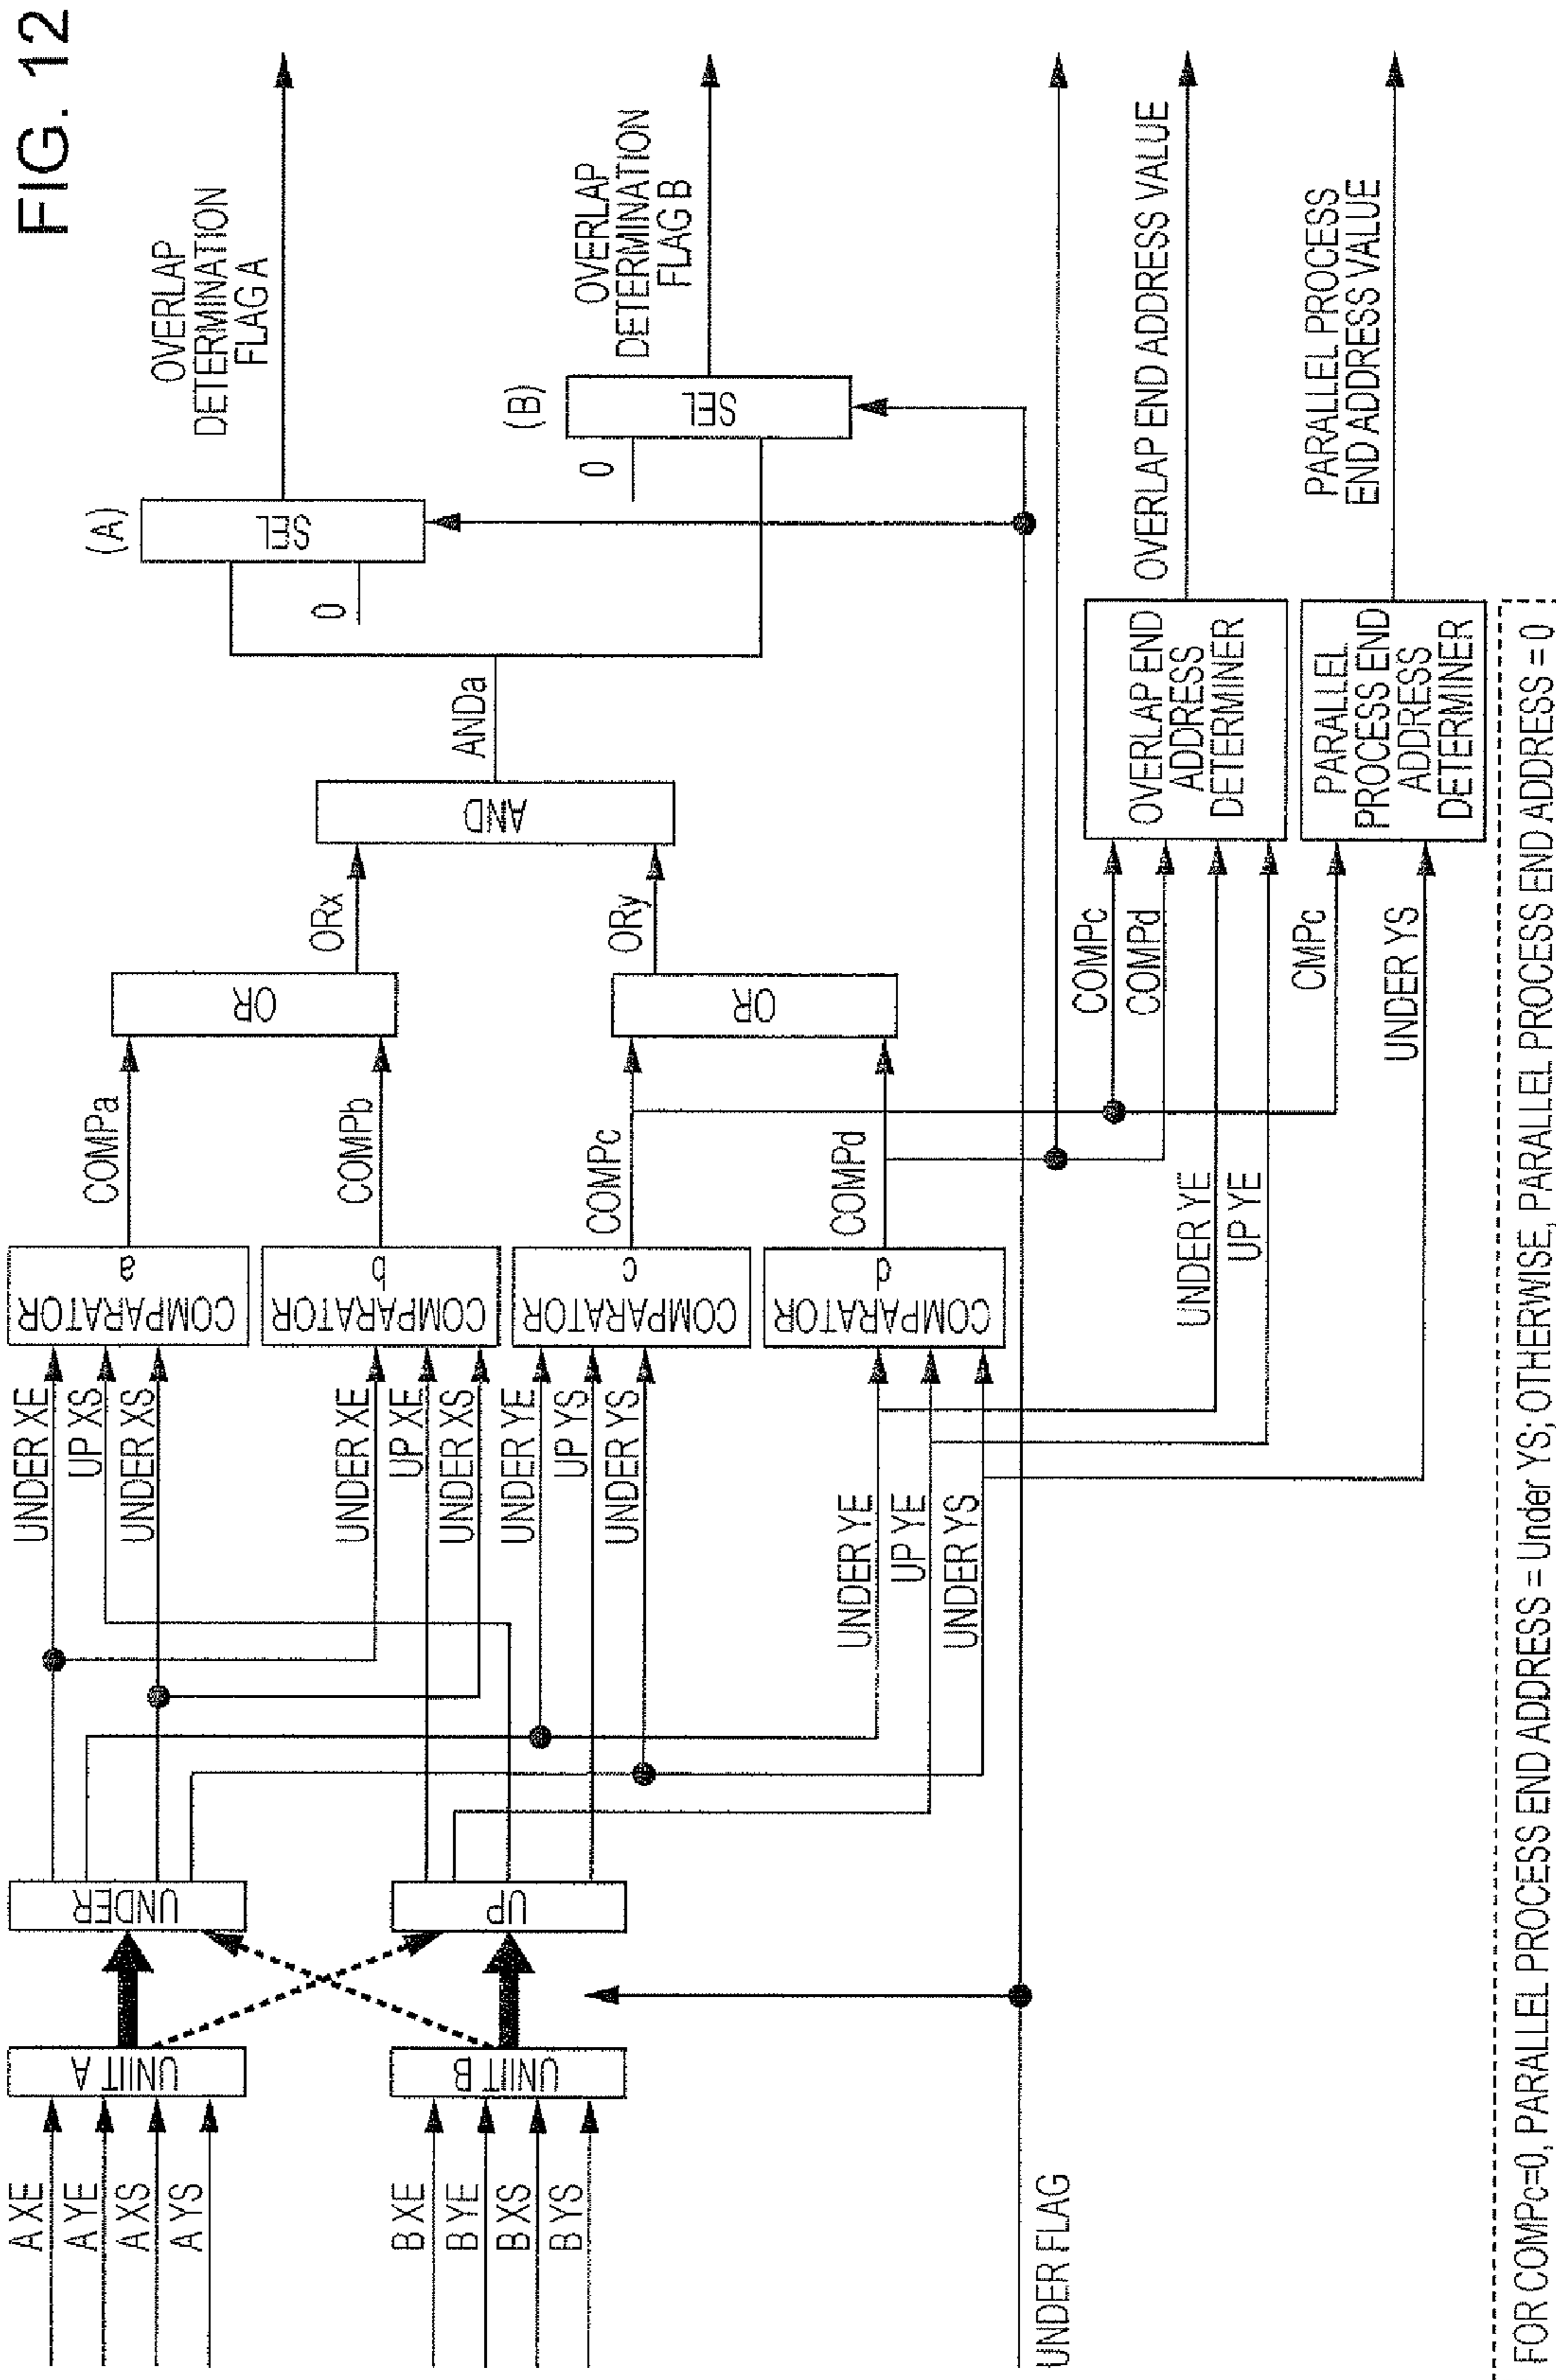 FIG. 12
A XE
A YE
A XS
A YS
B XE
B YE
B XS
B YS
UNDER FLAG
UNIT A
UNIT B
UNDER
UP
UNDER XE
UP XS
UNDER XS
UNDER XE
UP XE
UNDER XS
UNDER YE
UP YS
UNDER YS
UNDER YE
UP YE
UNDER YS
COMPARATOR
a
COMPARATOR
b
COMPARATOR
c
COMPARATOR
d
COMPa
COMPb
COMPc
COMPd
UNDER YE
UP YE
OR
OR
ORx
ORy
COMPc
COMPd
CMPc
UNDER YS
AND
ANDa
OVERLAP END
ADDRESS
DETERMINER
PARALLEL
PROCESS END
ADDRESS
DETERMINER
0
(A)
SEL
0
(B)
SEL
OVERLAP
DETERMINATION
FLAG A
OVERLAP
DETERMINATION
FLAG B
OVERLAP END ADDRESS VALUE
PARALLEL PROCESS
END ADDRESS VALUE
FOR COMPc=0, PARALLEL PROCESS END ADDRESS = Under YS; OTHERWISE, PARALLEL PROCESS END ADDRESS = 0